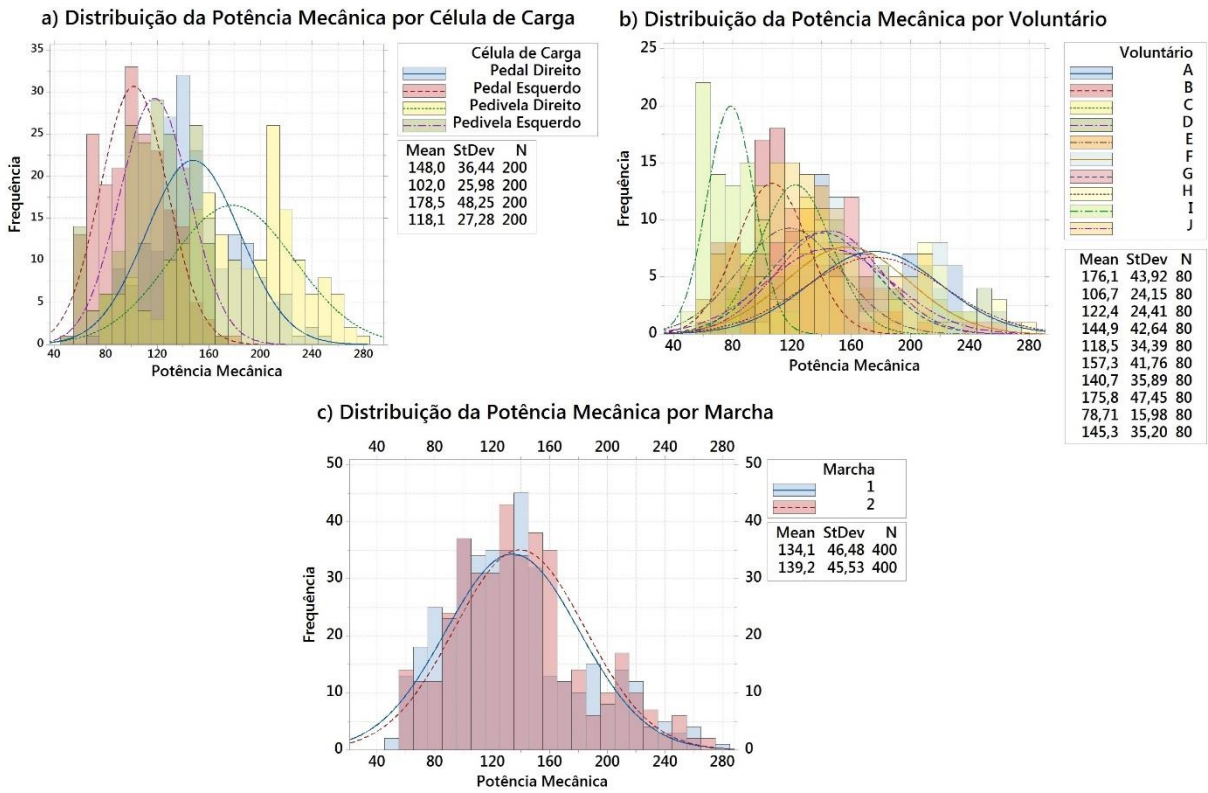 a) Distribuição da Potência Mecânica por Célula de Carga
35
30
25
20
15
10
5
0
Frequência
40 80 120 160 200 240 280
Potência Mecânica
Célula de Carga
Pedal Direito
Pedal Esquerdo
Pedivela Direito
Pedivela Esquerdo
Mean StDev N
148,0 36,44 200
102,0 25,98 200
178,5 48,25 200
118,1 27,28 200
b) Distribuição da Potência Mecânica por Voluntário
25
20
15
10
5
0
Frequência
40 80 120 160 200 240 280
Potência Mecânica
Voluntário
A
B
C
D
E
F
G
H
I
J
Mean StDev N
176,1 43,92 80
106,7 24,15 80
122,4 24,41 80
144,9 42,64 80
118,5 34,39 80
157,3 41,76 80
140,7 35,89 80
175,8 47,45 80
78,71 15,98 80
145,3 35,20 80
c) Distribuição da Potência Mecânica por Marcha
40 80 120 160 200 240 280
50 50
40 40
30 30
20 20
10 10
0 0
Frequência
40 80 120 160 200 240 280
Potência Mecânica
Marcha
1
2
Mean StDev N
134,1 46,48 400
139,2 45,53 400